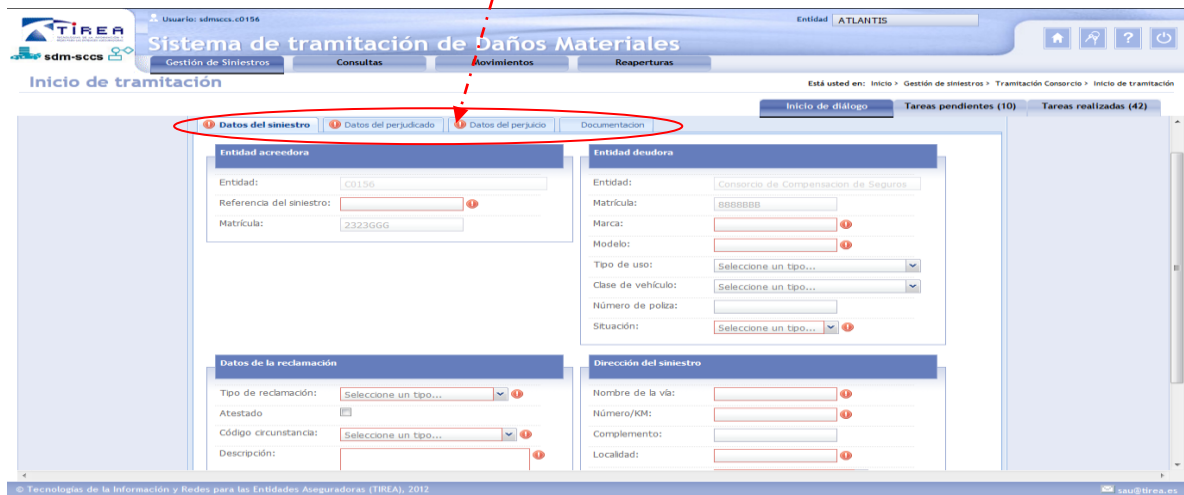 Usuario: sdmsccs.c0156
Entidad ATLANTIS
TIREA
sdm-sccs
Sistema de tramitación de Daños Materiales
Gestión de Siniestros Consultas Movimientos Reaperturas
Inicio de tramitación
Está usted en: Inicio > Gestión de siniestros > Tramitación Consorcio > Inicio de tramitación
Inicio de diálogo Tareas pendientes (10) Tareas realizadas (42)
Datos del siniestro Datos del perjudicado Datos del perjuicio Documentacion
Entidad acreedora
Entidad: C0156
Referencia del siniestro:
Matrícula: 2323GGG
Entidad deudora
Entidad: Consorcio de Compensacion de Seguros
Matrícula: BBBBBBB
Marca:
Modelo:
Tipo de uso: Seleccione un tipo...
Clase de vehículo: Seleccione un tipo...
Número de poliza:
Situación: Seleccione un tipo...
Datos de la reclamación
Tipo de reclamación: Seleccione un tipo...
Atestado
Código circunstancia: Seleccione un tipo...
Descripción:
Dirección del siniestro
Nombre de la vía:
Número/KM:
Complemento:
Localidad:
© Tecnologías de la Información y Redes para las Entidades Aseguradoras (TIREA), 2012
sau@tirea.es